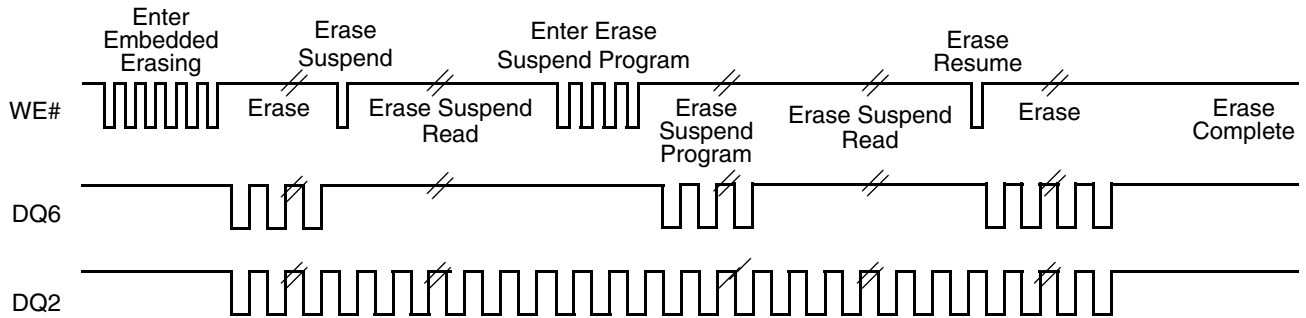 Enter
Embedded
Erasing
Erase
Suspend
Enter Erase
Suspend Program
Erase
Resume
WE#
Erase
Erase Suspend
Read
Erase
Suspend
Program
Erase Suspend
Read
Erase
Erase
Complete
DQ6
DQ2